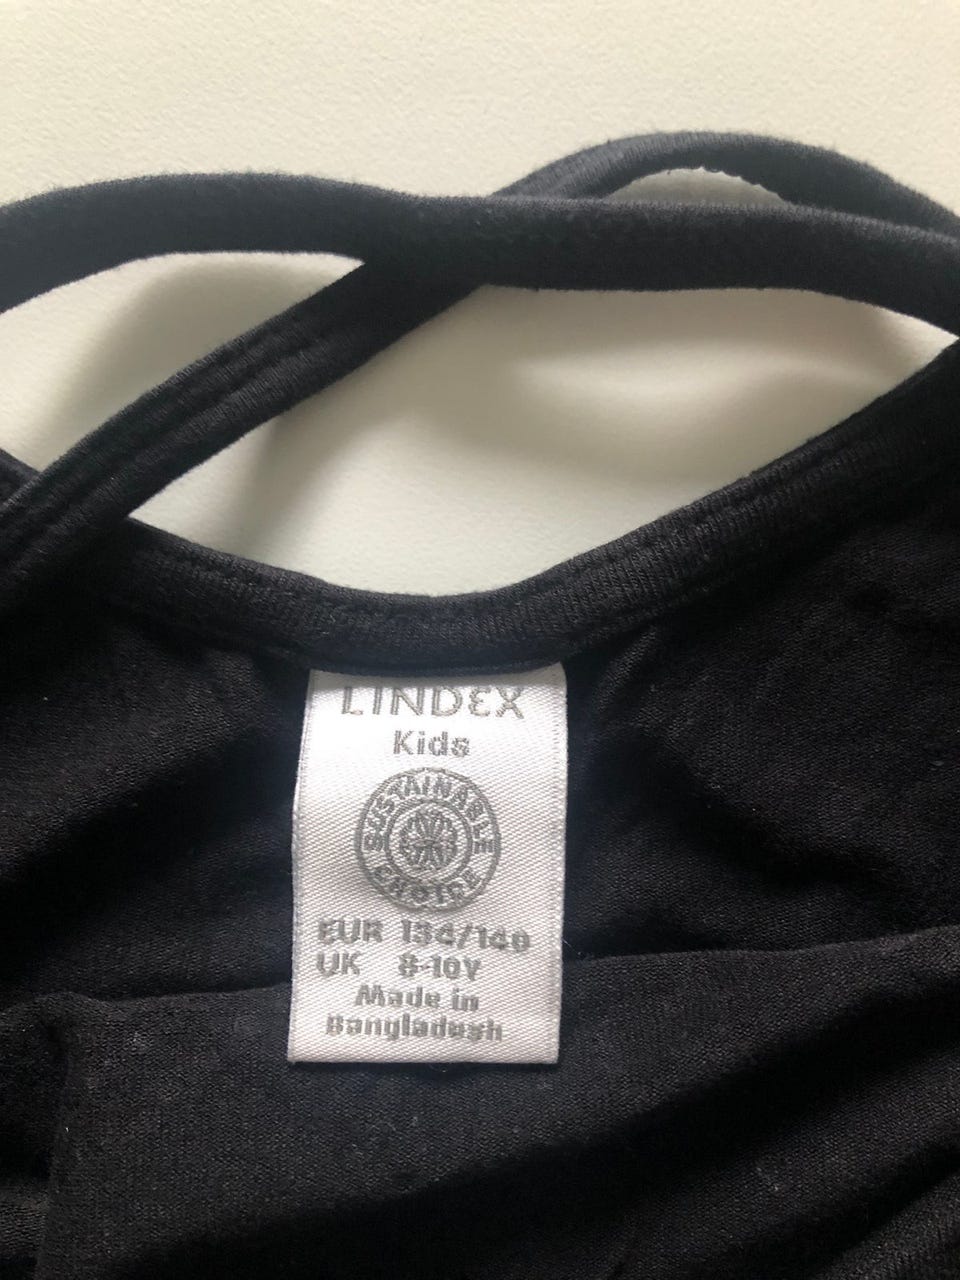 LINDEX
Kids
SUSTAINABLE
CHOICE
EUR 134/140
UK 8-10Y
Made in
Bangladesh